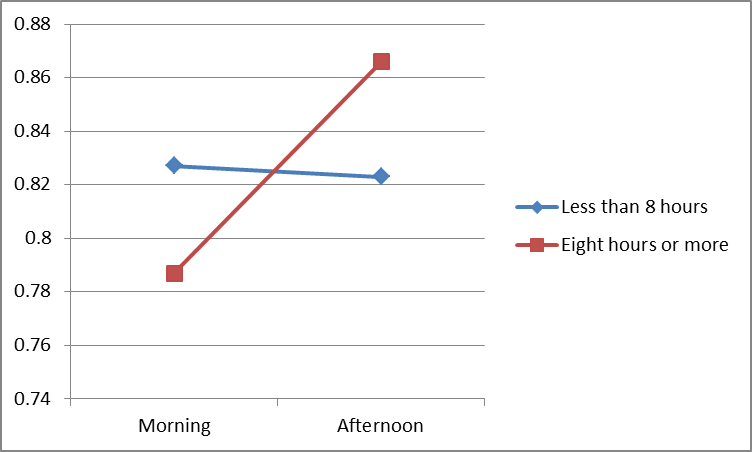 0.88
0.86
0.84
0.82
0.8
0.78
0.76
0.74
Morning
Afternoon
Less than 8 hours
Eight hours or more